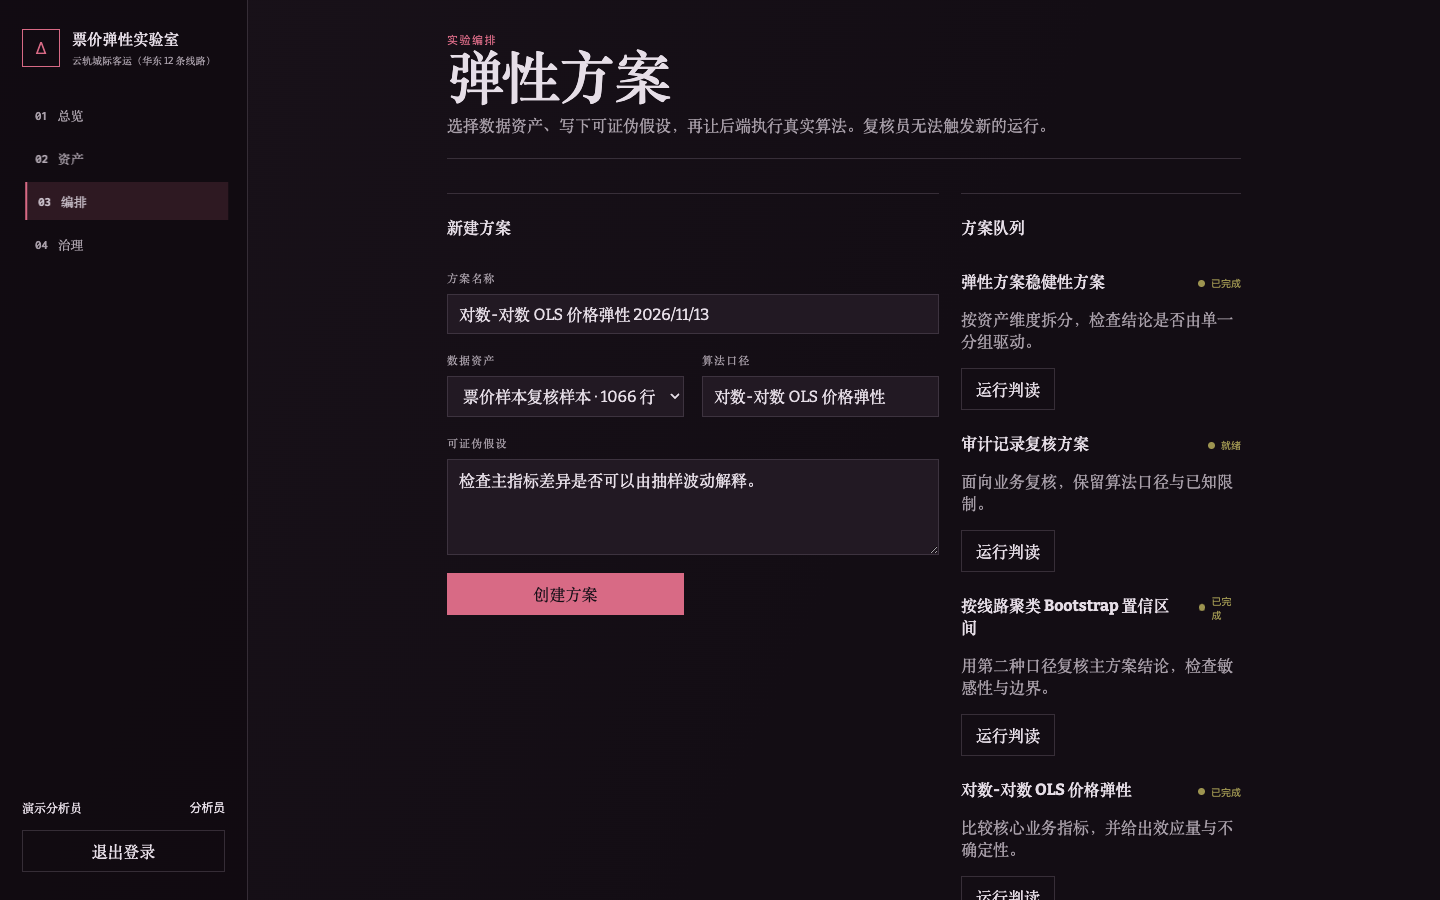 Δ
票价弹性实验室
云轨城际客运（华东 12 条线路）
01 总览
02 资产
03 编排
04 治理
演示分析员
分析员
退出登录
实验编排
弹性方案
选择数据资产、写下可证伪假设，再让后端执行真实算法。复核员无法触发新的运行。
新建方案
方案名称
对数-对数 OLS 价格弹性 2026/11/13
数据资产
算法口径
票价样本复核样本 · 1066 行
对数-对数 OLS 价格弹性
可证伪假设
检查主指标差异是否可以由抽样波动解释。
创建方案
方案队列
弹性方案稳健性方案
已完成
按资产维度拆分，检查结论是否由单一
分组驱动。
运行判读
审计记录复核方案
就绪
面向业务复核，保留算法口径与已知限
制。
运行判读
按线路聚类 Bootstrap 置信区
间
已完
成
用第二种口径复核主方案结论，检查敏
感性与边界。
运行判读
对数-对数 OLS 价格弹性
已完成
比较核心业务指标，并给出效应量与不
确定性。
运行判读